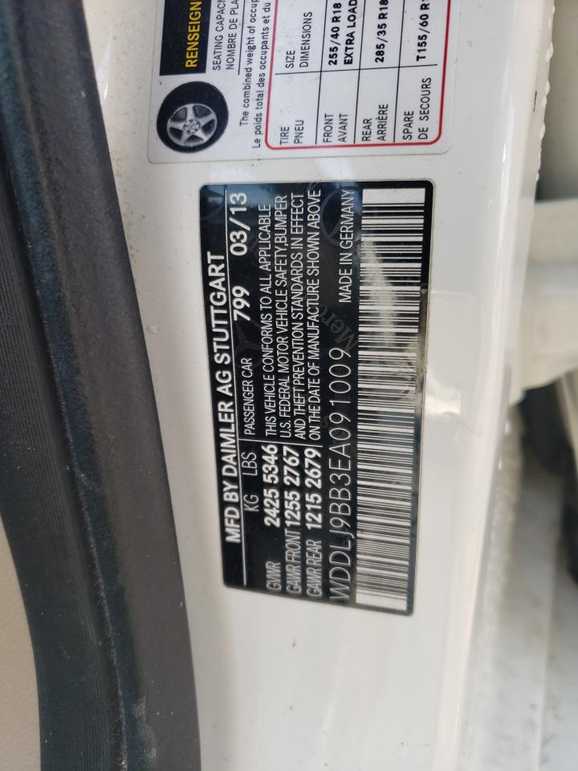 RENSEIGN
SEATING CAPAC
NOMBRE DE PLA
The combined weight of occup
Le poids total des occupants et du
TIRE SIZE
PNEU DIMENSIONS
FRONT 255/40 R18
AVANT EXTRA LOAD
REAR 285/35 R18
ARRIÈRE
SPARE T155/60 R1
DE SECOURS
MFD BY DAIMLER AG STUTTGART
KG LBS PASSENGER CAR 799 03/13
GVWR 2425 5346 THIS VEHICLE CONFORMS TO ALL APPLICABLE
GAWR FRONT 1255 2767 U.S. FEDERAL MOTOR VEHICLE SAFETY,BUMPER
AND THEFT PREVENTION STANDARDS IN EFFECT
GAWR REAR 1215 2679 ON THE DATE OF MANUFACTURE SHOWN ABOVE
WDDLJ9BB3EA091009 MADE IN GERMANY